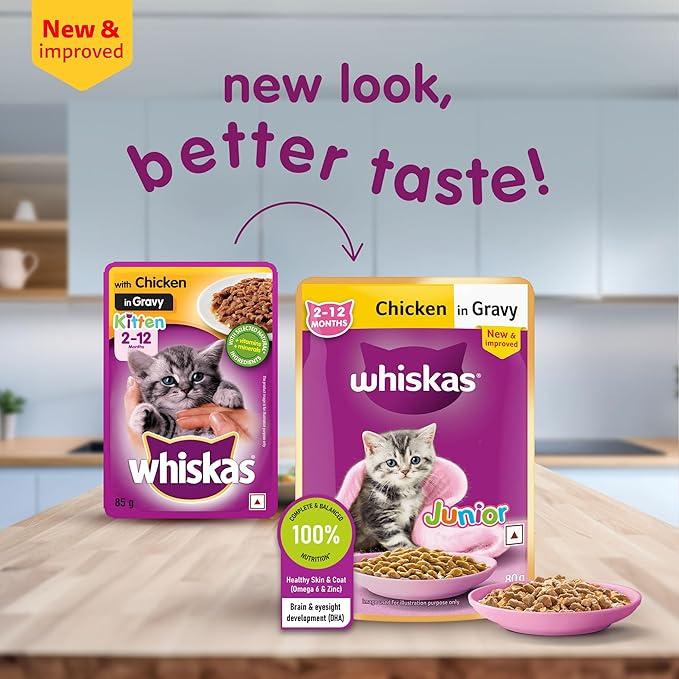 New &
improved
new look,
better taste!
with Chicken
in Gravy
Kitten
2-12
Months
WITH SELECTED NATURAL
+ vitamins
+ minerals
INGREDIENTS
whiskas
85 g
2-12
MONTHS
Chicken in Gravy
New &
improved
whiskas®
Junior
80g
Image used for illustration purpose only
COMPLETE & BALANCED
100%
NUTRITION*
Healthy Skin & Coat
(Omega 6 & Zinc)
Brain & eyesight
development (DHA)